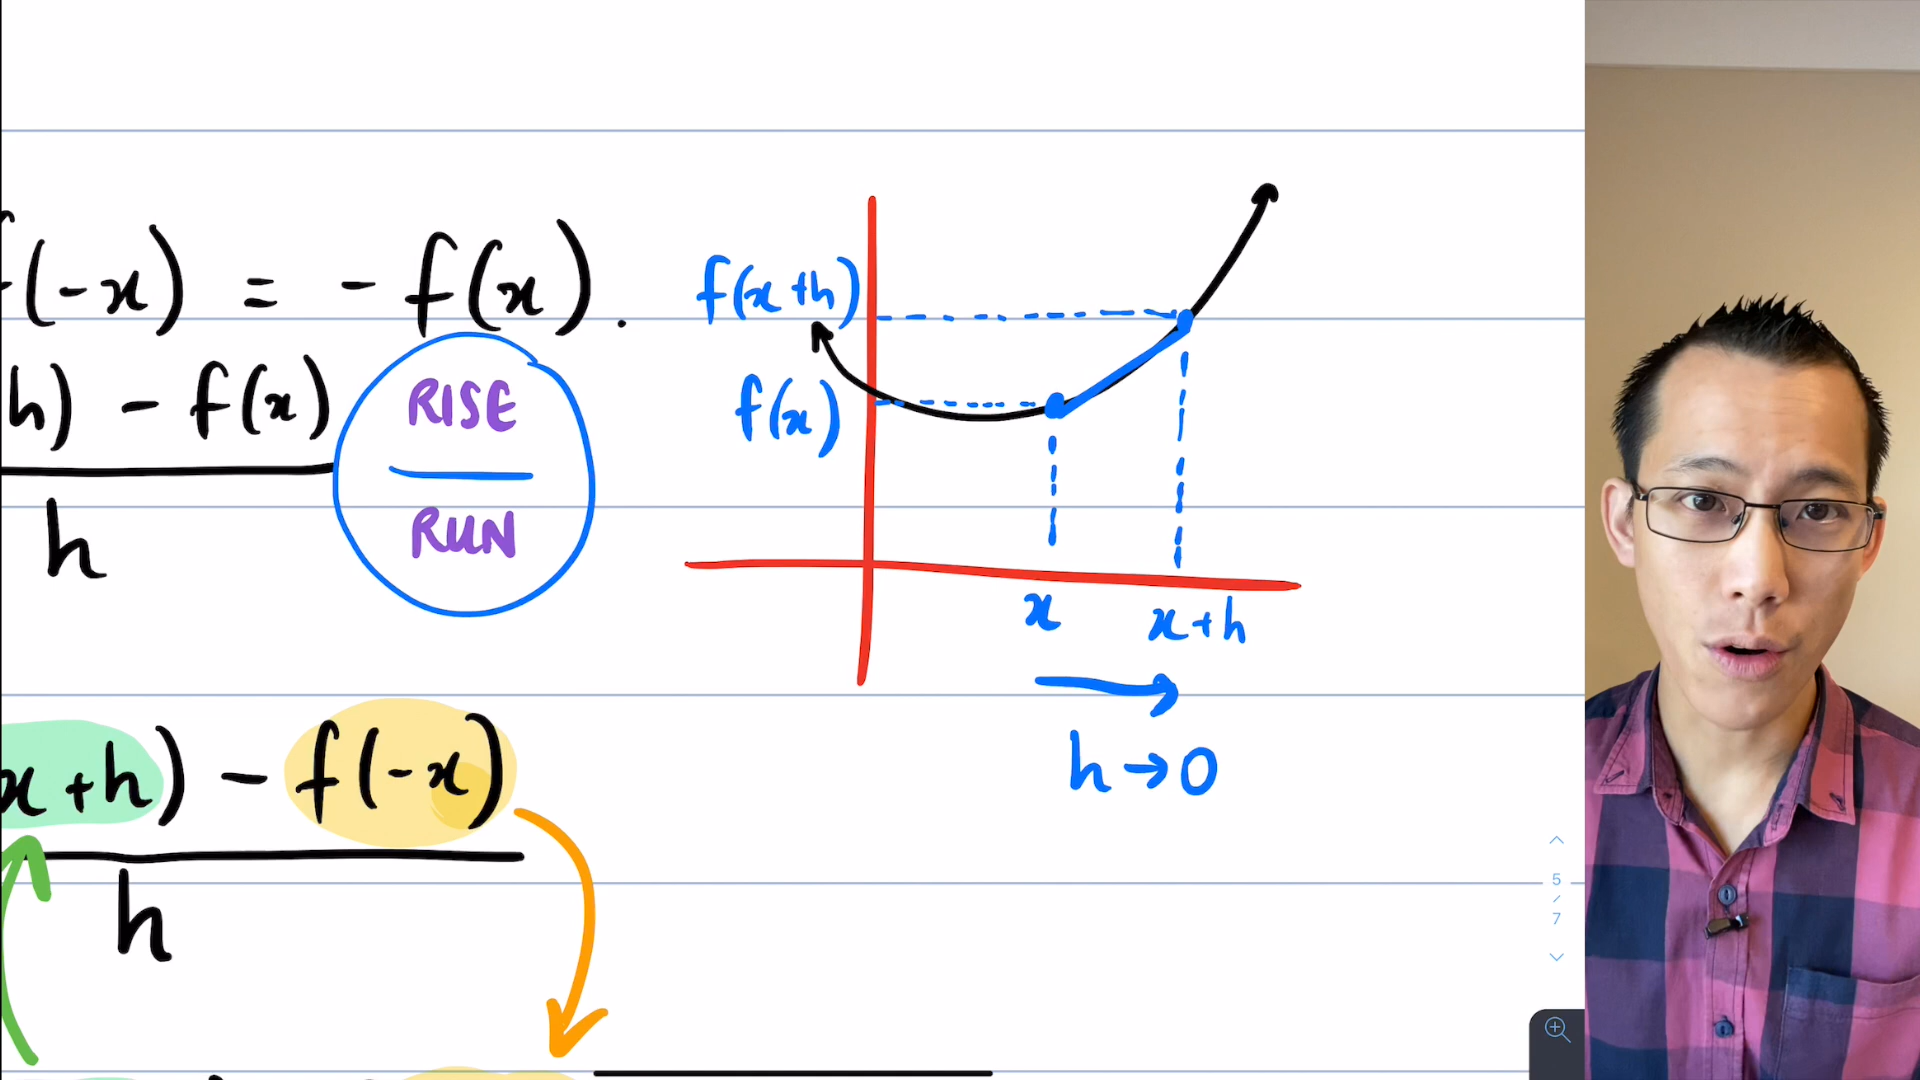 (-x) = - f(x).
h) - f(x)
h
RISE
RUN
f(x+h)
f(x)
x
x+h
h→0
x+h) - f(-x)
h
5
/
7